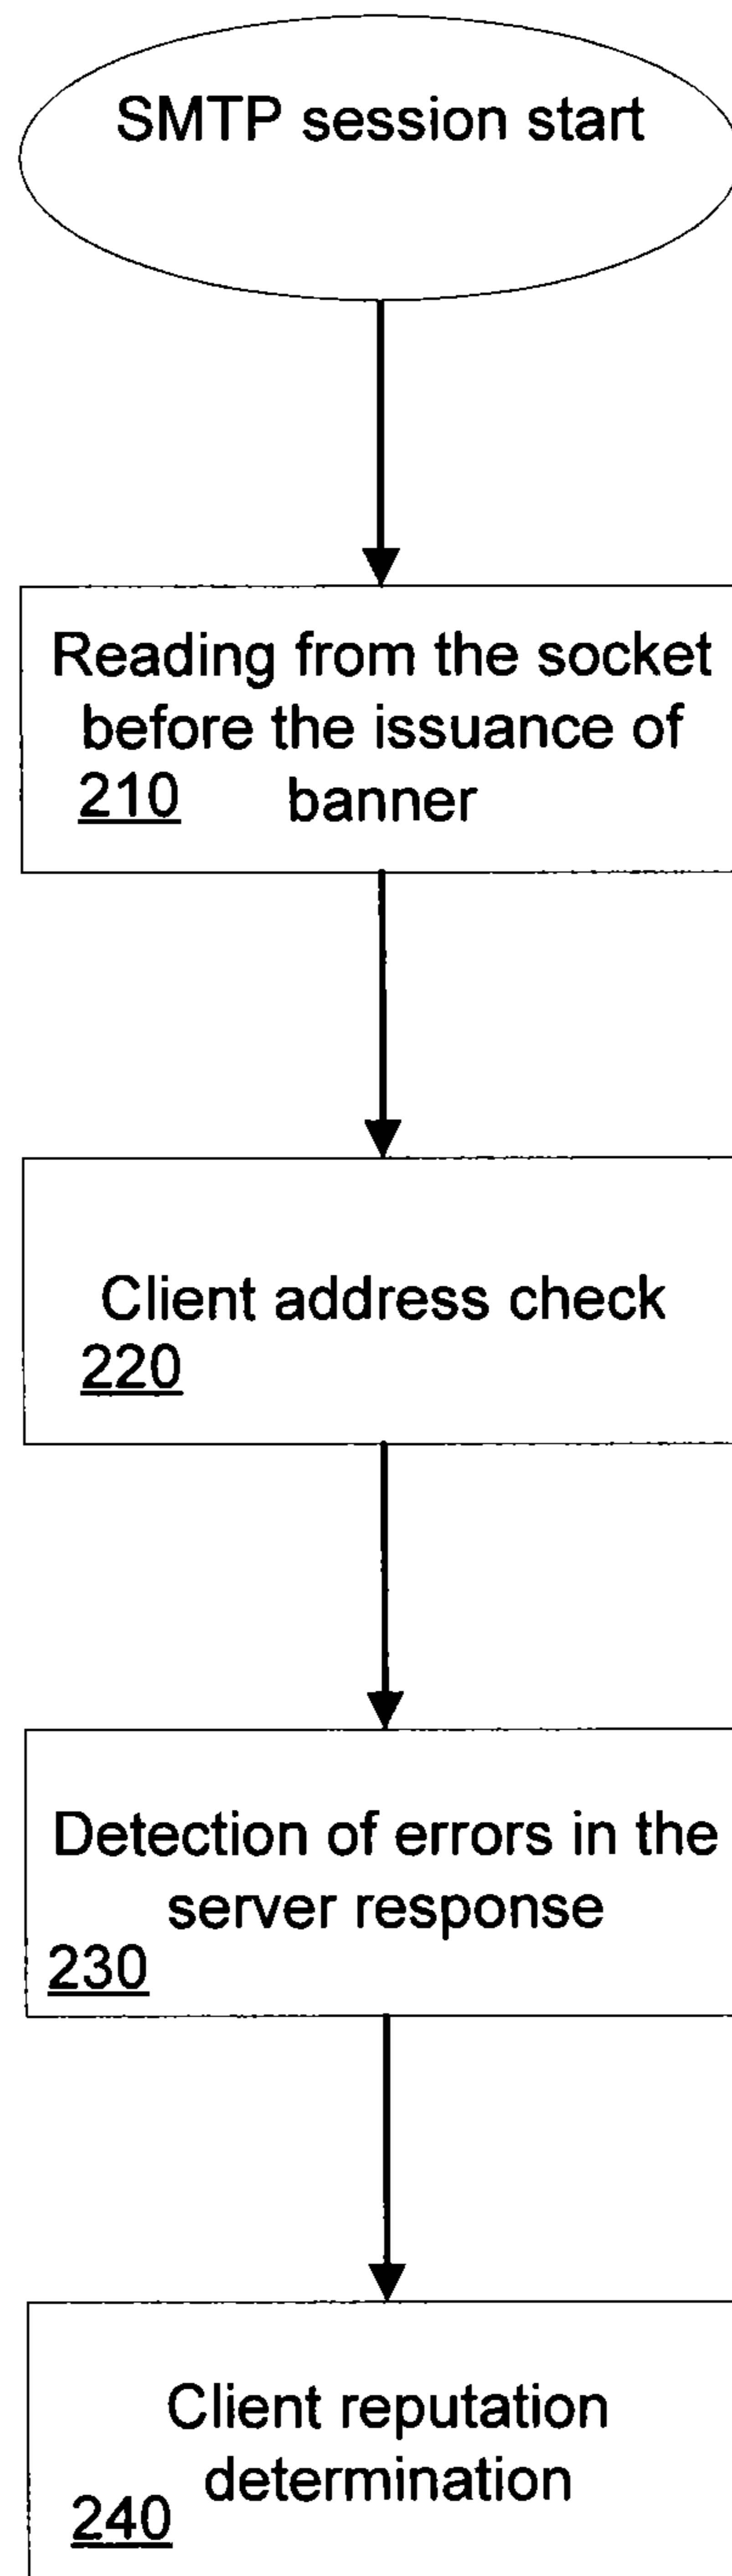 SMTP session start
Reading from the socket
before the issuance of
210 banner
Client address check
220
Detection of errors in the
server response
230
Client reputation
determination
240